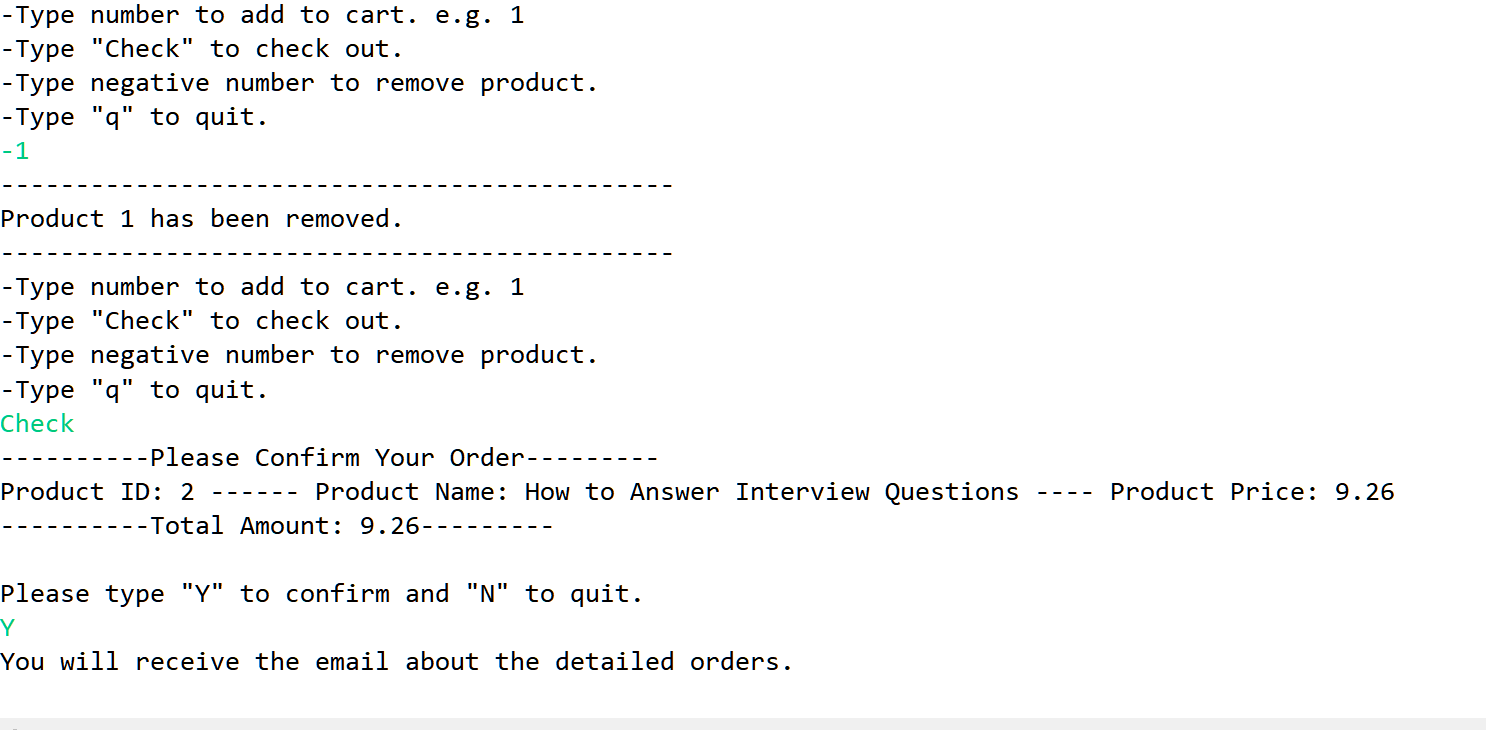 -Type number to add to cart. e.g. 1
-Type "Check" to check out.
-Type negative number to remove product.
-Type "q" to quit.
-1
---------------------------------------------
Product 1 has been removed.
---------------------------------------------
-Type number to add to cart. e.g. 1
-Type "Check" to check out.
-Type negative number to remove product.
-Type "q" to quit.
Check
----------Please Confirm Your Order---------
Product ID: 2 ------ Product Name: How to Answer Interview Questions ---- Product Price: 9.26
----------Total Amount: 9.26---------
Please type "Y" to confirm and "N" to quit.
Y
You will receive the email about the detailed orders.